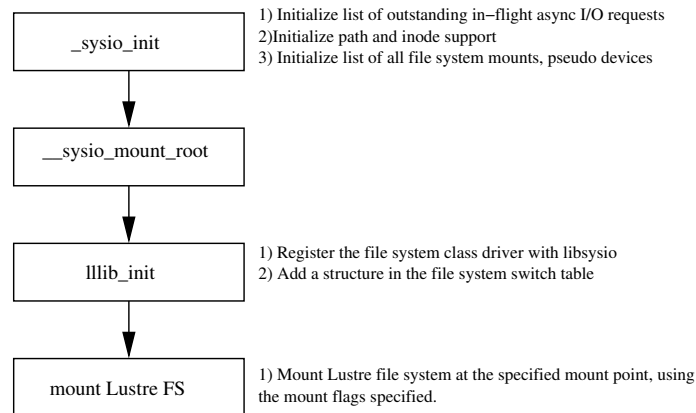 1) Initialize list of outstanding in−flight async I/O requests
_sysio_init
2)Initialize path and inode support
3) Initialize list of all file system mounts, pseudo devices
__sysio_mount_root
1) Register the file system class driver with libsysio
lllib_init
2) Add a structure in the file system switch table
1) Mount Lustre file system at the specified mount point, using
mount Lustre FS
the mount flags specified.